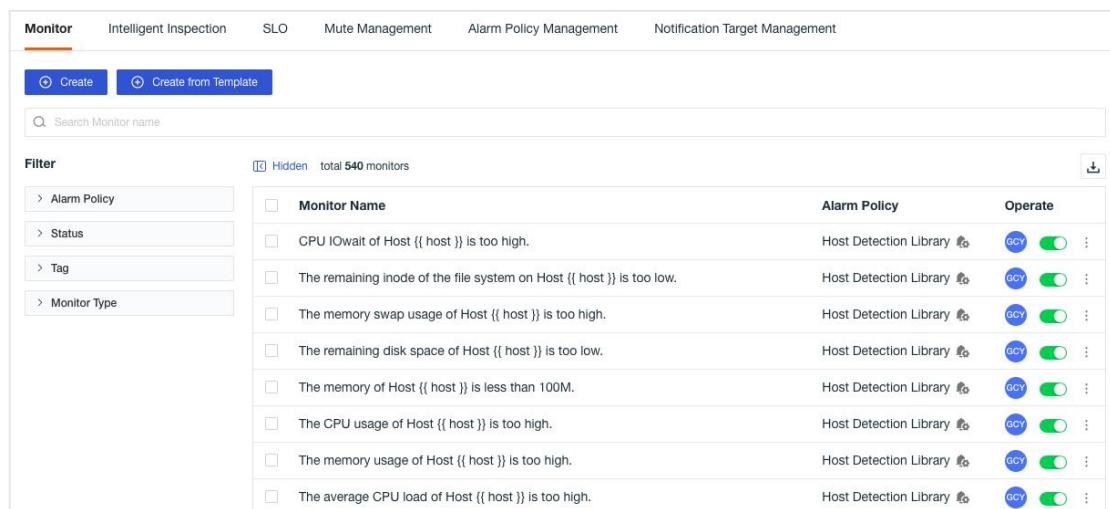 Monitor Intelligent Inspection SLO Mute Management Alarm Policy Management Notification Target Management
Create Create from Template
Search Monitor name
Filter Hidden total 540 monitors
Alarm Policy
Status
Tag
Monitor Type
Monitor Name Alarm Policy Operate
CPU IOwait of Host {{ host }} is too high. Host Detection Library GCY
The remaining inode of the file system on Host {{ host }} is too low. Host Detection Library GCY
The memory swap usage of Host {{ host }} is too high. Host Detection Library GCY
The remaining disk space of Host {{ host }} is too low. Host Detection Library GCY
The memory of Host {{ host }} is less than 100M. Host Detection Library GCY
The CPU usage of Host {{ host }} is too high. Host Detection Library GCY
The memory usage of Host {{ host }} is too high. Host Detection Library GCY
The average CPU load of Host {{ host }} is too high. Host Detection Library GCY